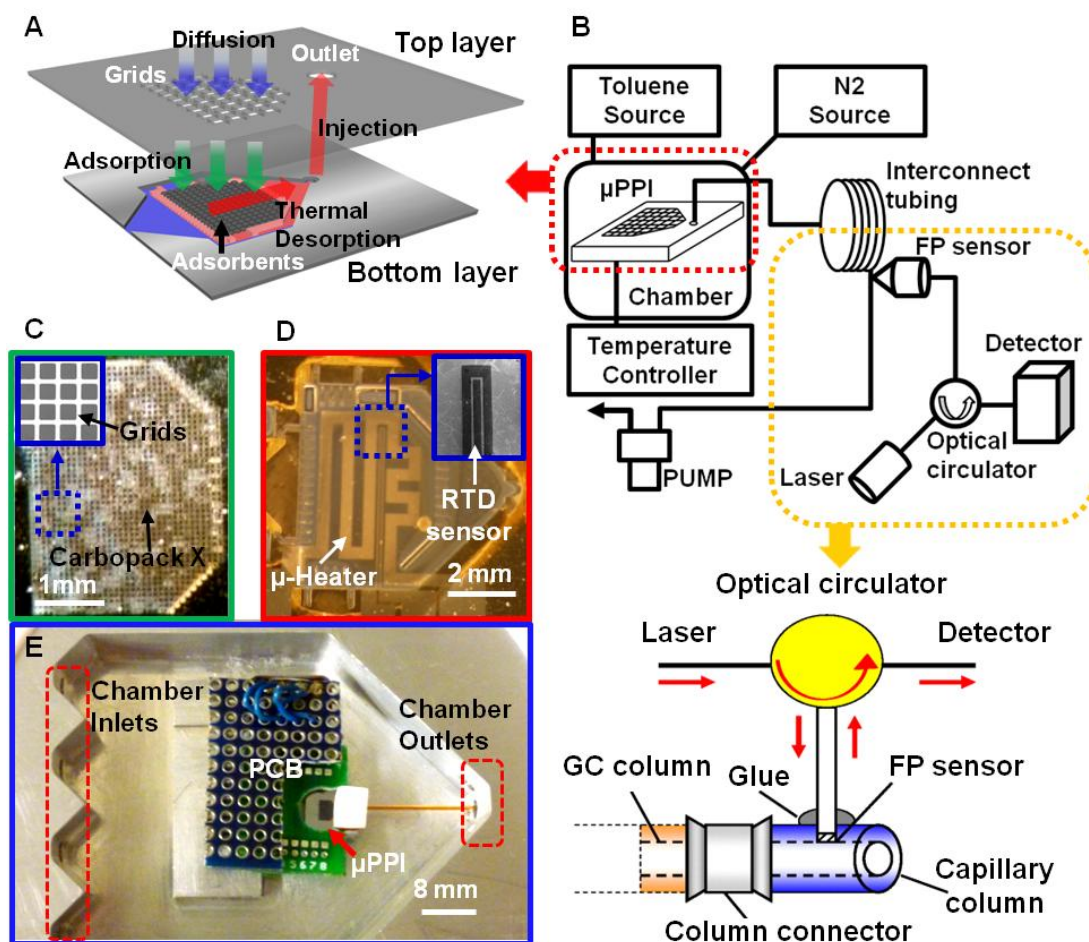 A
Diffusion
Top layer
Grids
Outlet
Injection
Adsorption
Thermal
Desorption
Adsorbents
Bottom layer
B
Toluene
Source
N2
Source
µPPI
Interconnect
tubing
FP sensor
Chamber
Temperature
Controller
Detector
PUMP
Laser
Optical
circulator
C
Grids
Carbopack X
1mm
D
RTD
sensor
µ-Heater
2 mm
Optical circulator
Laser
Detector
GC column
Glue
FP sensor
Capillary
column
Column connector
E
Chamber
Inlets
PCB
Chamber
Outlets
µPPI
8 mm